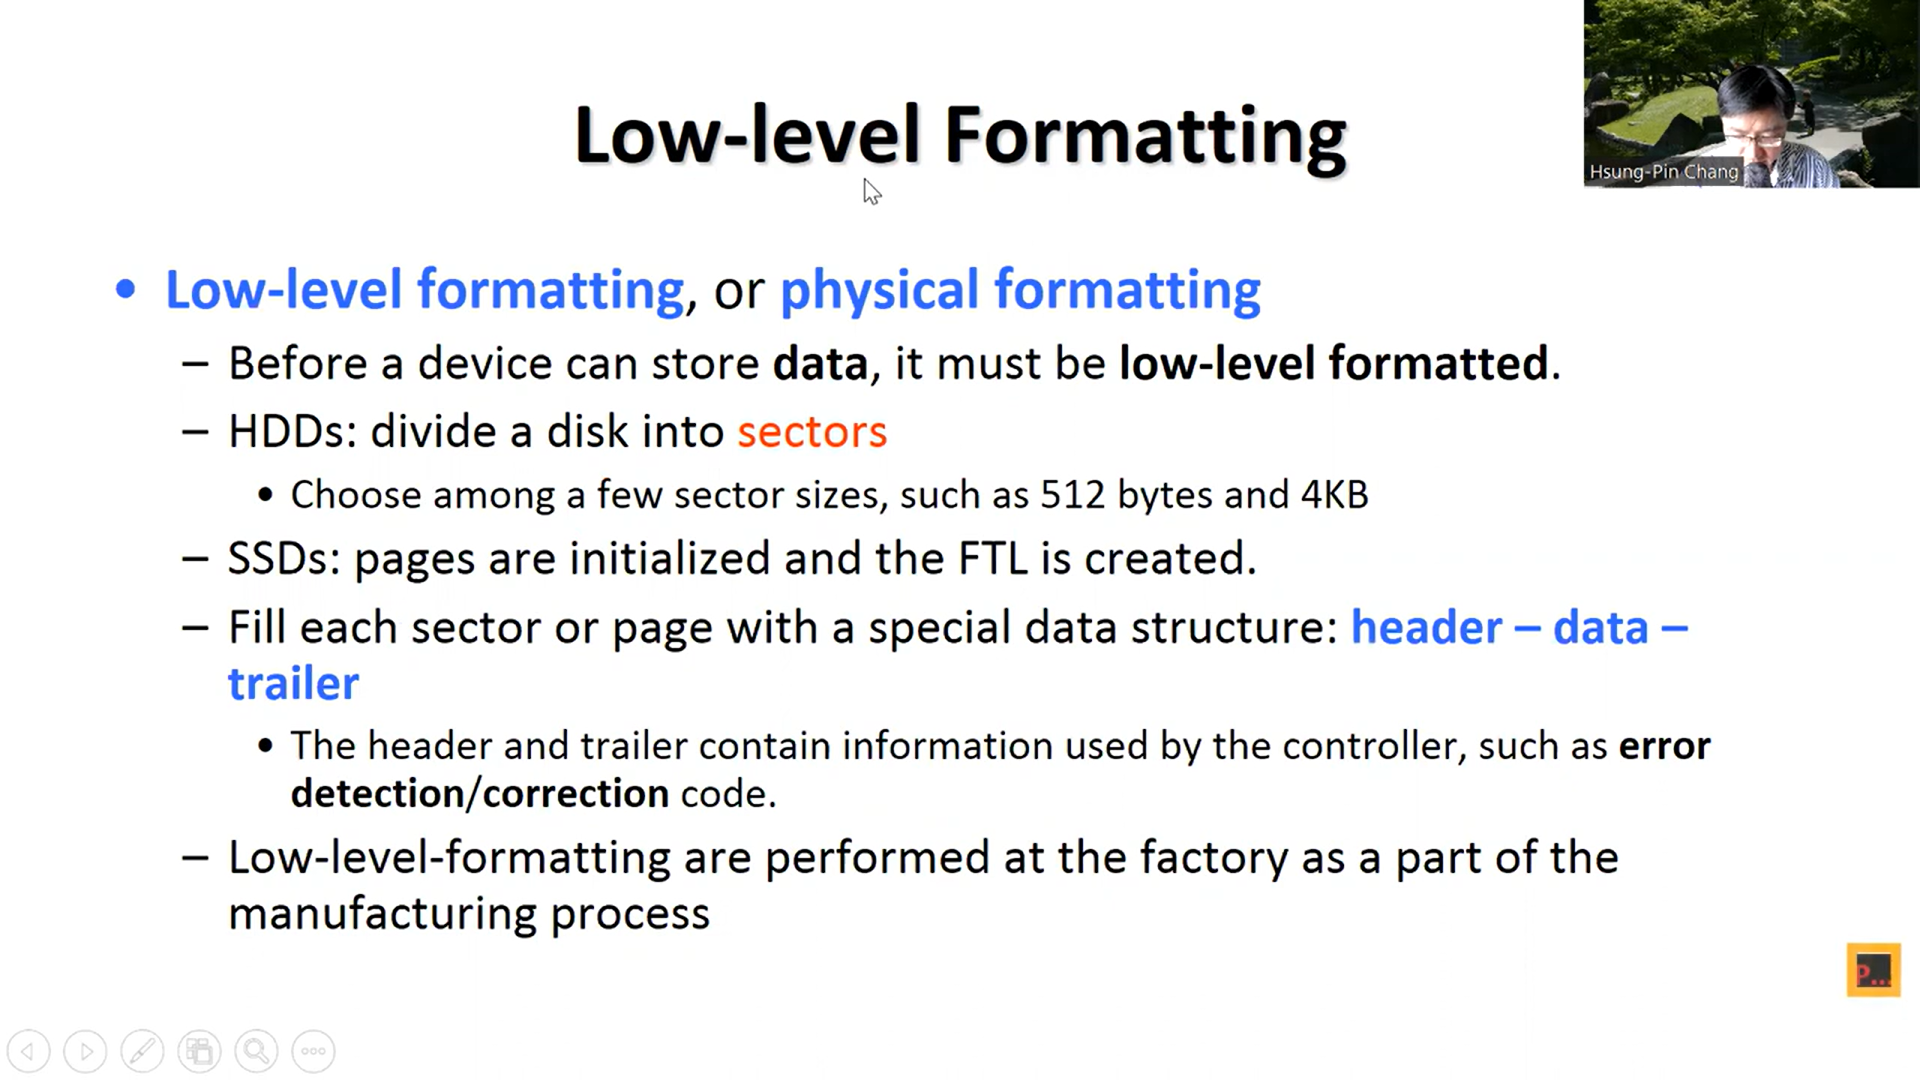 Low-level Formatting
Hsung-Pin Chang
• Low-level formatting, or physical formatting
– Before a device can store data, it must be low-level formatted.
– HDDs: divide a disk into sectors
• Choose among a few sector sizes, such as 512 bytes and 4KB
– SSDs: pages are initialized and the FTL is created.
– Fill each sector or page with a special data structure: header – data –
trailer
• The header and trailer contain information used by the controller, such as error
detection/correction code.
– Low-level-formatting are performed at the factory as a part of the
manufacturing process
P...